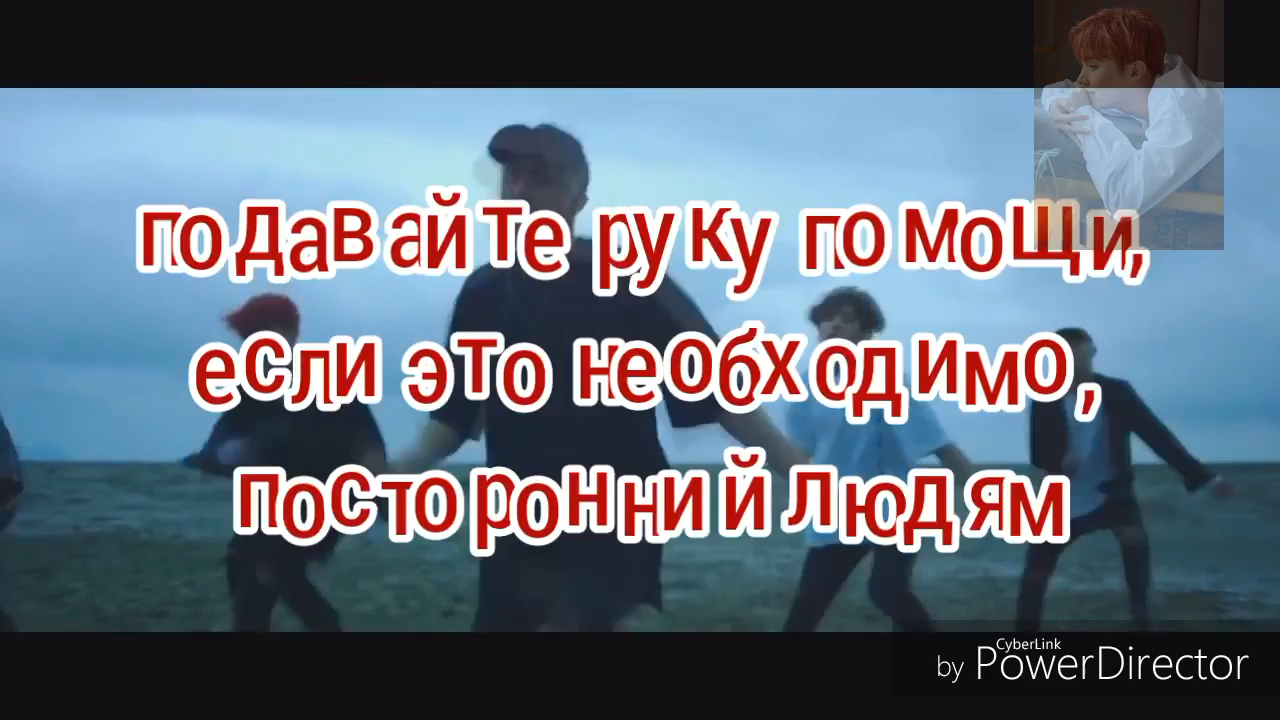 подавайте руку помощи,
если это необходимо,
посторонний людям
CyberLink
by PowerDirector